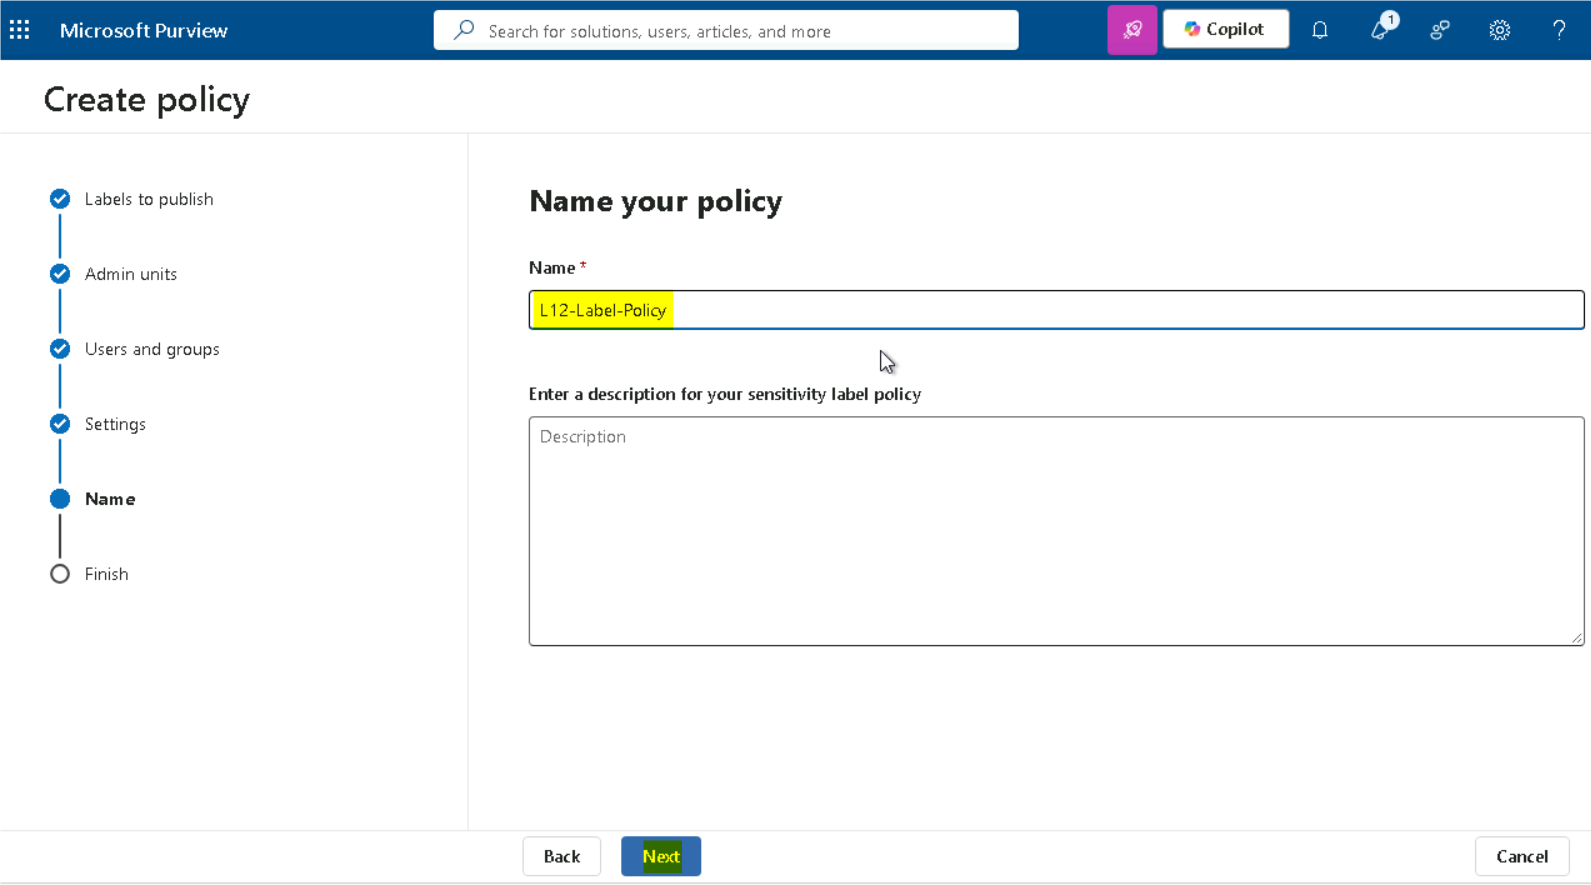 Microsoft Purview
Search for solutions, users, articles, and more
Copilot
1
?
Create policy
Labels to publish
Admin units
Users and groups
Settings
Name
Finish
Name your policy
Name *
L12-Label-Policy
Enter a description for your sensitivity label policy
Description
Back
Next
Cancel